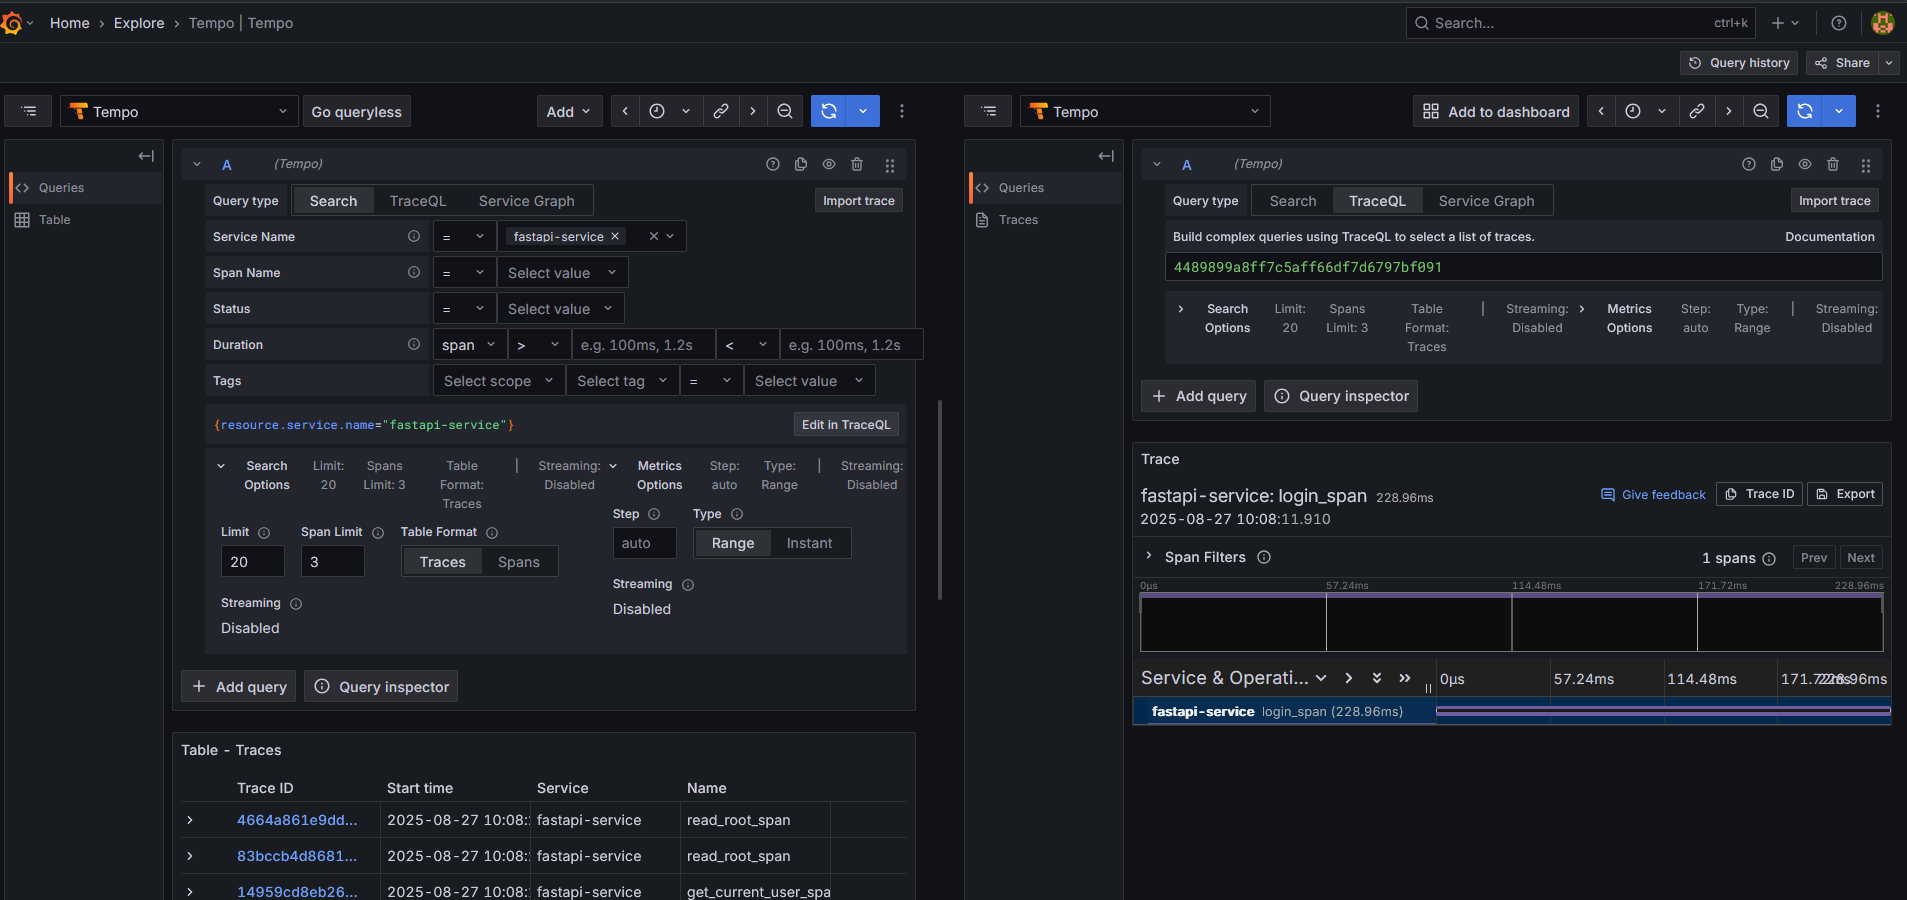 Home › Explore › Tempo | Tempo
Search... ctrl+k
Query history
Share
Tempo
Go queryless
Add
Queries
Table
A (Tempo)
Query type Search TraceQL Service Graph Import trace
Service Name = fastapi-service
Span Name = Select value
Status = Select value
Duration span > e.g. 100ms, 1.2s < e.g. 100ms, 1.2s
Tags Select scope Select tag = Select value
{resource.service.name="fastapi-service"} Edit in TraceQL
Search Options Limit: 20 Spans Limit: 3 Table Format: Traces | Streaming: Disabled
Metrics Options Step: auto Type: Range | Streaming: Disabled
Limit Span Limit Table Format
20 3 Traces Spans
Streaming
Disabled
Step Type
auto Range Instant
Streaming
Disabled
+ Add query Query inspector
Table - Traces
Trace ID Start time Service Name
4664a861e9dd... 2025-08-27 10:08: fastapi-service read_root_span
83bccb4d8681... 2025-08-27 10:08: fastapi-service read_root_span
14959cd8eb26... 2025-08-27 10:08: fastapi-service get_current_user_spa
Tempo
Add to dashboard
Queries
Traces
A (Tempo)
Query type Search TraceQL Service Graph Import trace
Build complex queries using TraceQL to select a list of traces. Documentation
4489899a8ff7c5aff66df7d6797bf091
Search Options Limit: 20 Spans Limit: 3 Table Format: Traces | Streaming: Disabled
Metrics Options Step: auto Type: Range | Streaming: Disabled
+ Add query Query inspector
Trace
fastapi-service: login_span 228.96ms
Give feedback Trace ID Export
2025-08-27 10:08:11.910
Span Filters 1 spans Prev Next
0μs 57.24ms 114.48ms 171.72ms 228.96ms
Service & Operati... 0μs 57.24ms 114.48ms 171.72ms 228.96ms
fastapi-service login_span (228.96ms)